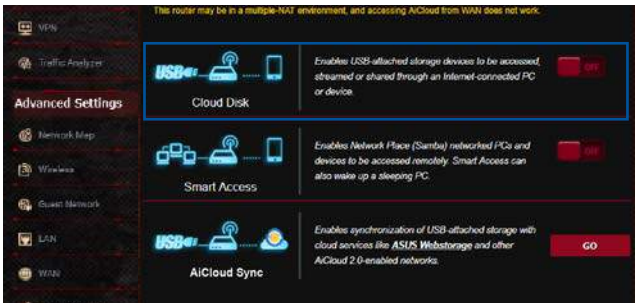 This router may be in a multiple-NAT environment, and accessing AiCloud from WAN does not work.
VPN
Traffic Analyzer
Advanced Settings
Network Map
Wireless
Guest Network
LAN
WAN
USB
Cloud Disk
Enables USB-attached storage devices to be accessed,
streamed or shared through an Internet-connected PC
or device.
OFF
Smart Access
Enables Network Place (Samba) networked PCs and
devices to be accessed remotely. Smart Access can
also wake up a sleeping PC.
OFF
USB
AiCloud Sync
Enables synchronization of USB-attached storage with
cloud services like ASUS Webstorage and other
AiCloud 2.0-enabled networks.
GO